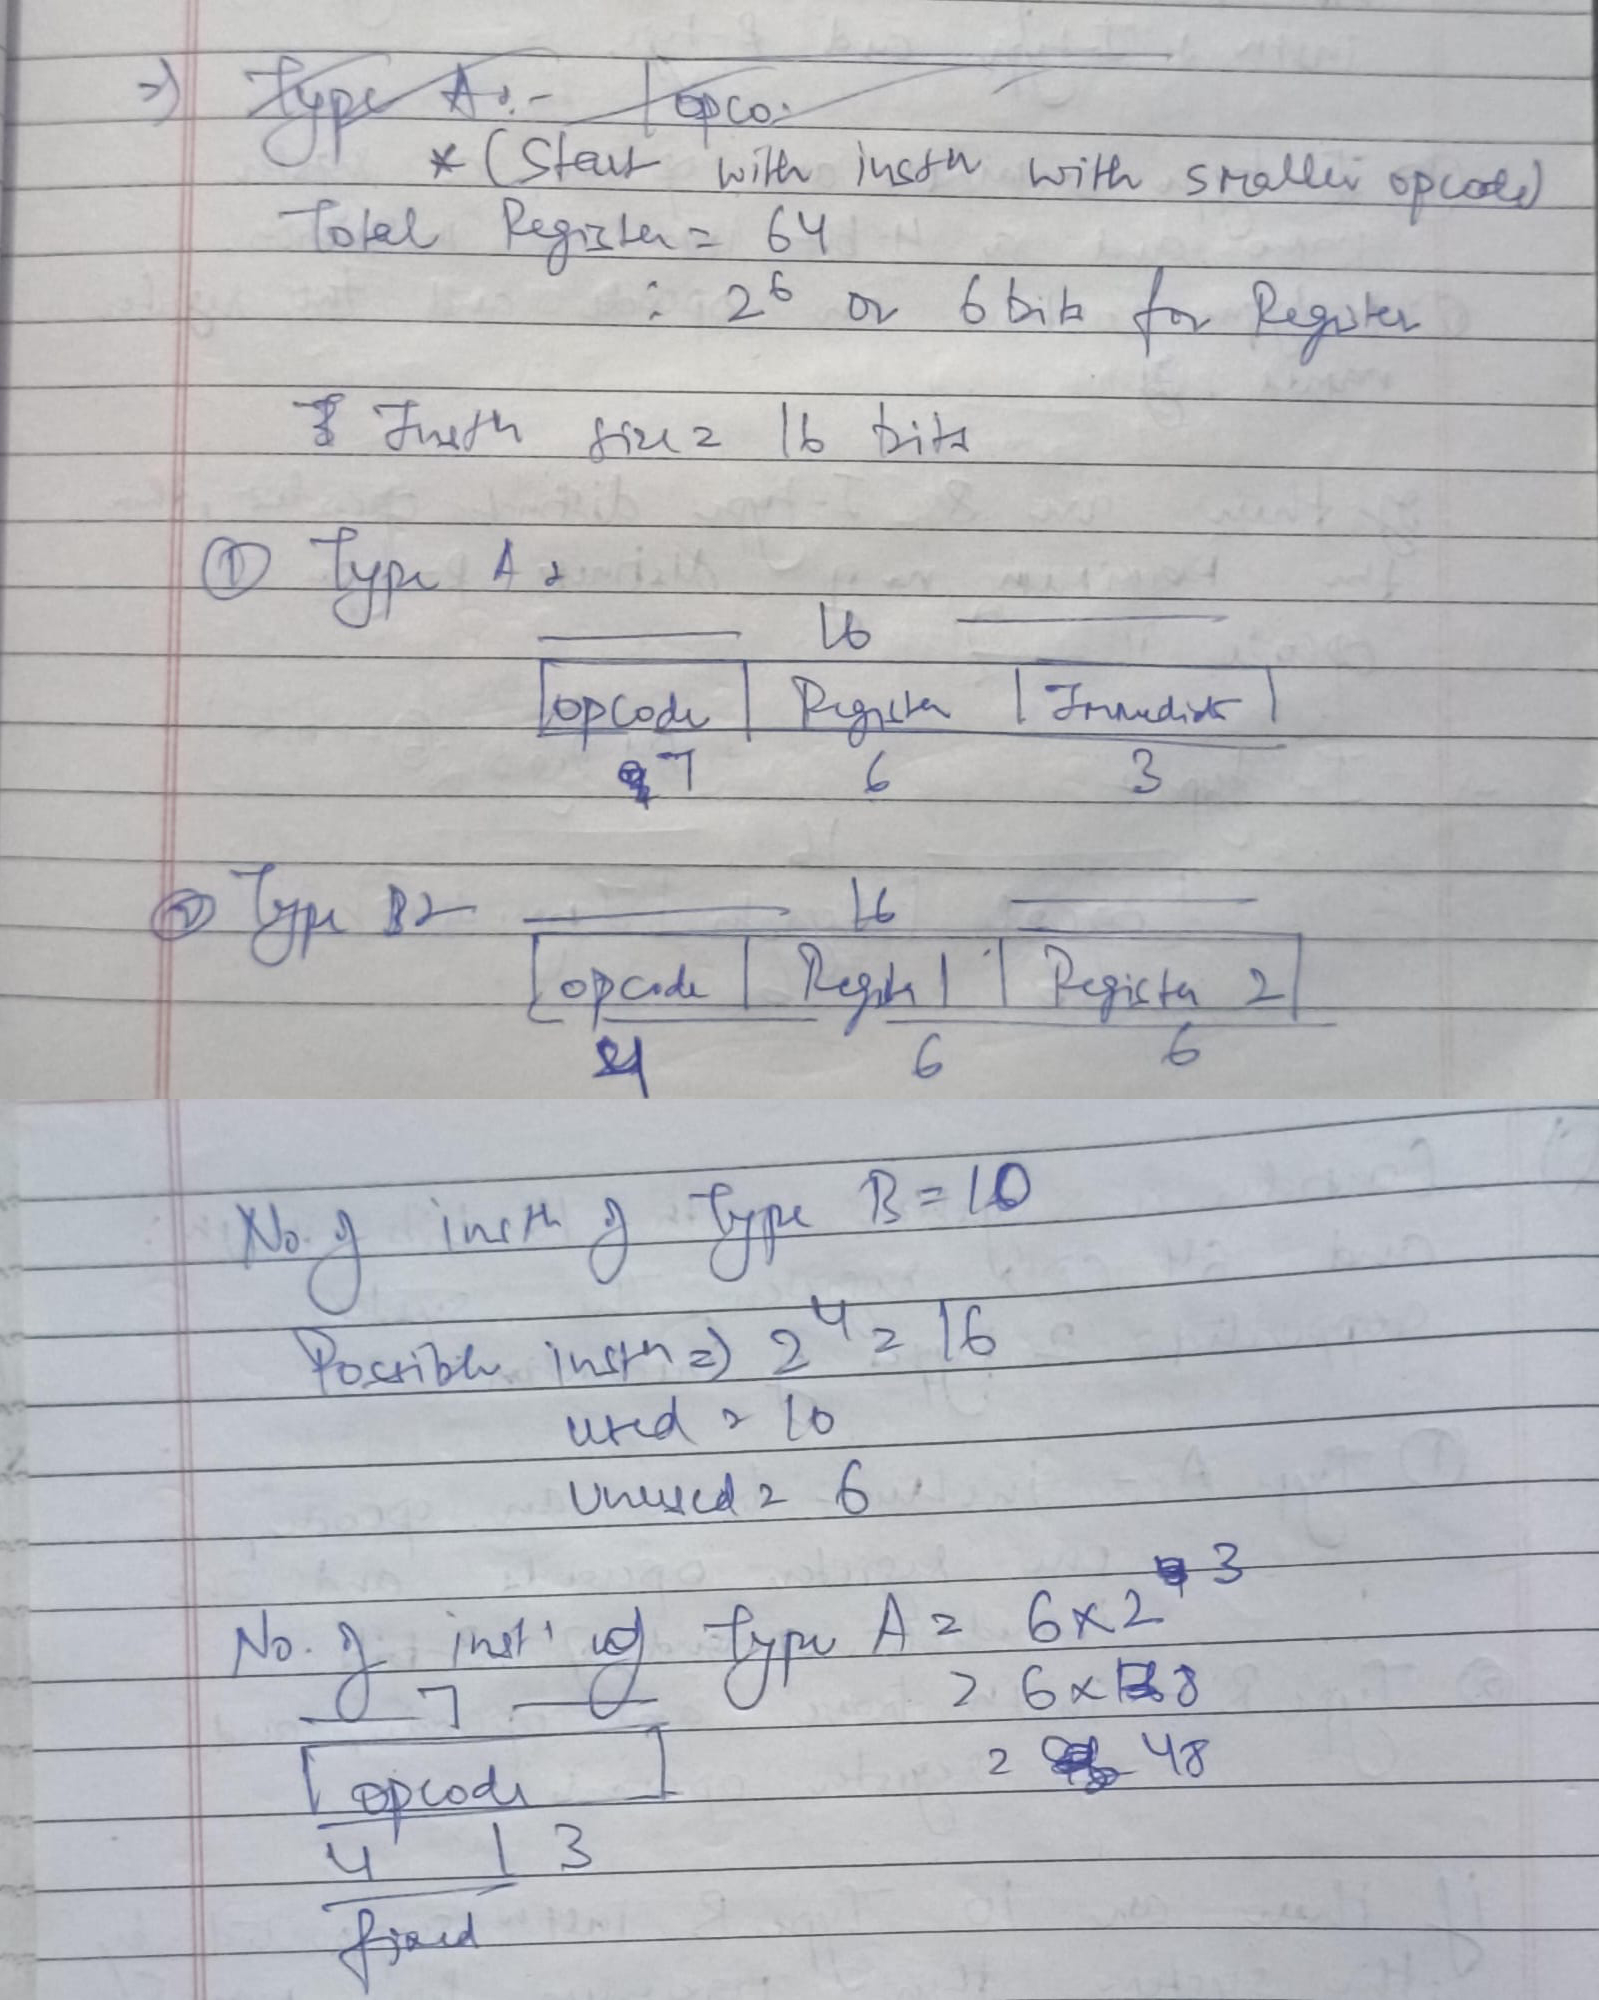 => Type A :- | opco.
* (Start with instn with smaller opcode)
Total Register = 64
∴ 2^6 or 6 bits for Register
Instn size = 16 bits
① Type A :
16
opcode | Register | Immediate
7 6 3
② Type B :-
16
opcode | Register 1 | Register 2
4 6 6
No. of instn of Type B = 10
Possible instn => 2^4 = 16
used = 10
unused = 6
No. of inst' of Type A = 6 x 2^3
= 6 x 8
= 48
7
opcode
4 | 3
fixed